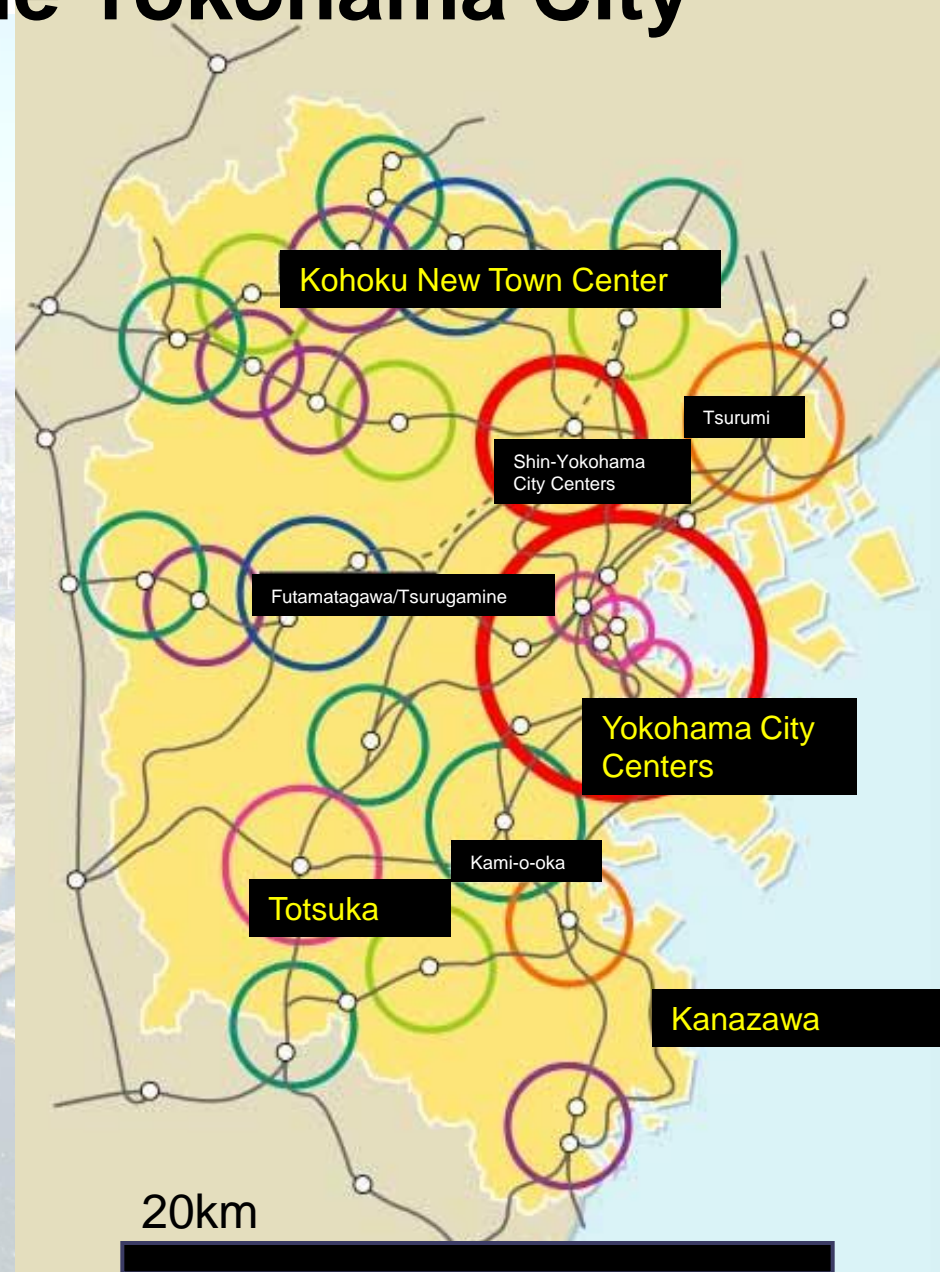 Yokohama City
Kohoku New Town Center
Tsurumi
Shin-Yokohama
City Centers
Futamatagawa/Tsurugamine
Yokohama City
Centers
Kami-o-oka
Totsuka
Kanazawa
20km